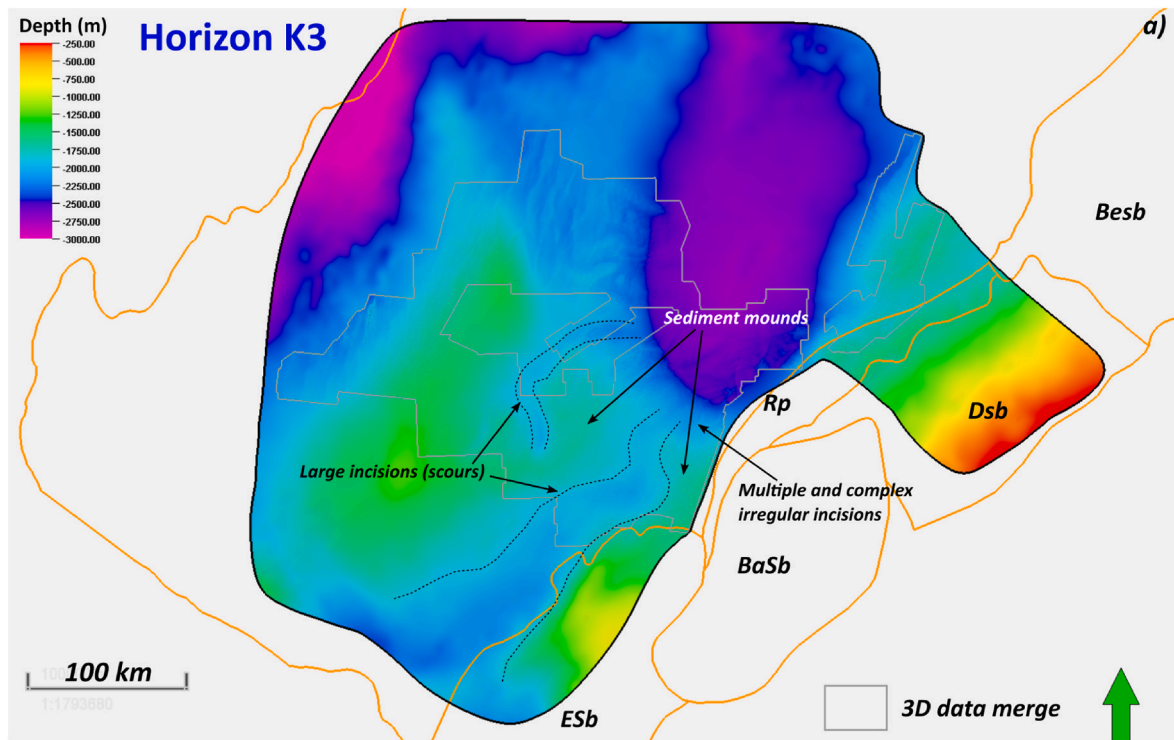 Depth (m)
-250.00
-500.00
-750.00
-1000.00
-1250.00
-1500.00
-1750.00
-2000.00
-2250.00
-2500.00
-2750.00
-3000.00
Horizon K3
a)
Besb
Sediment mounds
Rp
Dsb
Large incisions (scours)
Multiple and complex
irregular incisions
BaSb
100 km
1:1793680
ESb
3D data merge